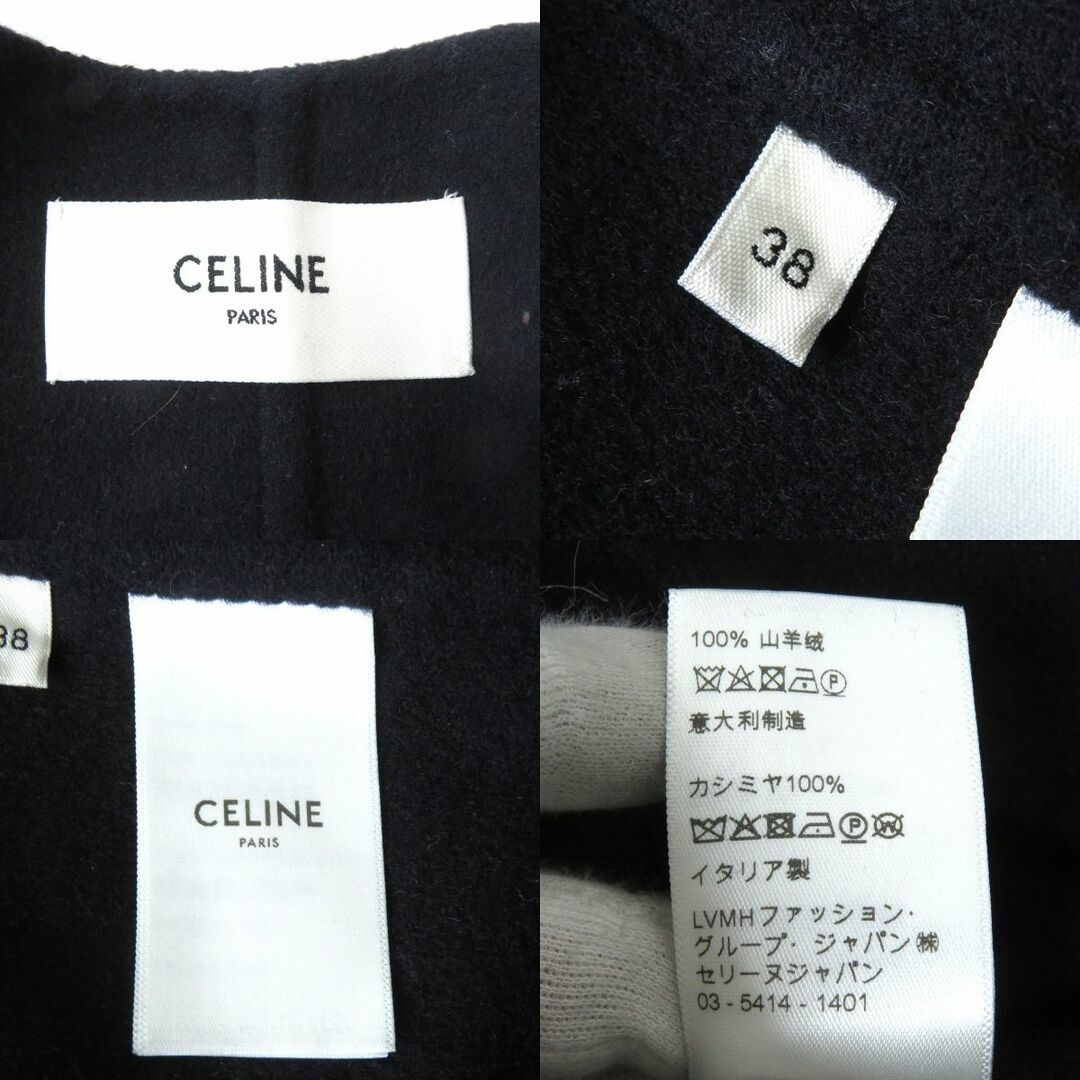 CELINE
PARIS
38
38
CELINE
PARIS
100% 山羊绒
意大利制造
カシミヤ100%
イタリア製
LVMHファッション・
グループ・ジャパン㈱
セリーヌジャパン
03 - 5414 - 1401